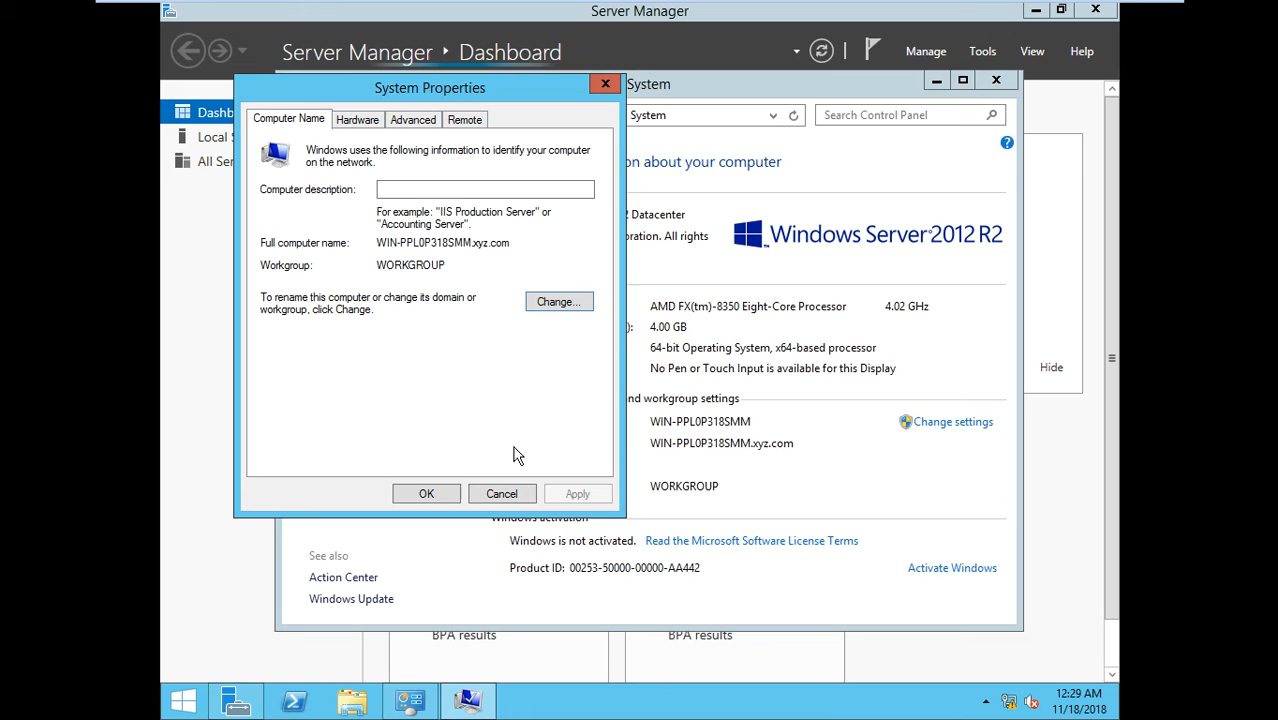 Server Manager
Server Manager
Dashboard
Manage
Tools
View
Help
Dashb
Local S
All Ser
System Properties
Computer Name
Hardware
Advanced
Remote
Windows uses the following information to identify your computer
on the network.
Computer description:
For example: "IIS Production Server" or
"Accounting Server".
Full computer name:
WIN-PPL0P318SMM.xyz.com
Workgroup:
WORKGROUP
To rename this computer or change its domain or
workgroup, click Change.
Change...
OK
Cancel
Apply
System
System
Search Control Panel
on about your computer
2 Datacenter
oration. All rights
Windows Server 2012 R2
AMD FX(tm)-8350 Eight-Core Processor 4.02 GHz
): 4.00 GB
64-bit Operating System, x64-based processor
No Pen or Touch Input is available for this Display
Hide
nd workgroup settings
WIN-PPL0P318SMM
Change settings
WIN-PPL0P318SMM.xyz.com
WORKGROUP
Windows activation
Windows is not activated. Read the Microsoft Software License Terms
Product ID: 00253-50000-00000-AA442
Activate Windows
See also
Action Center
Windows Update
BPA results
BPA results
12:29 AM
11/18/2018